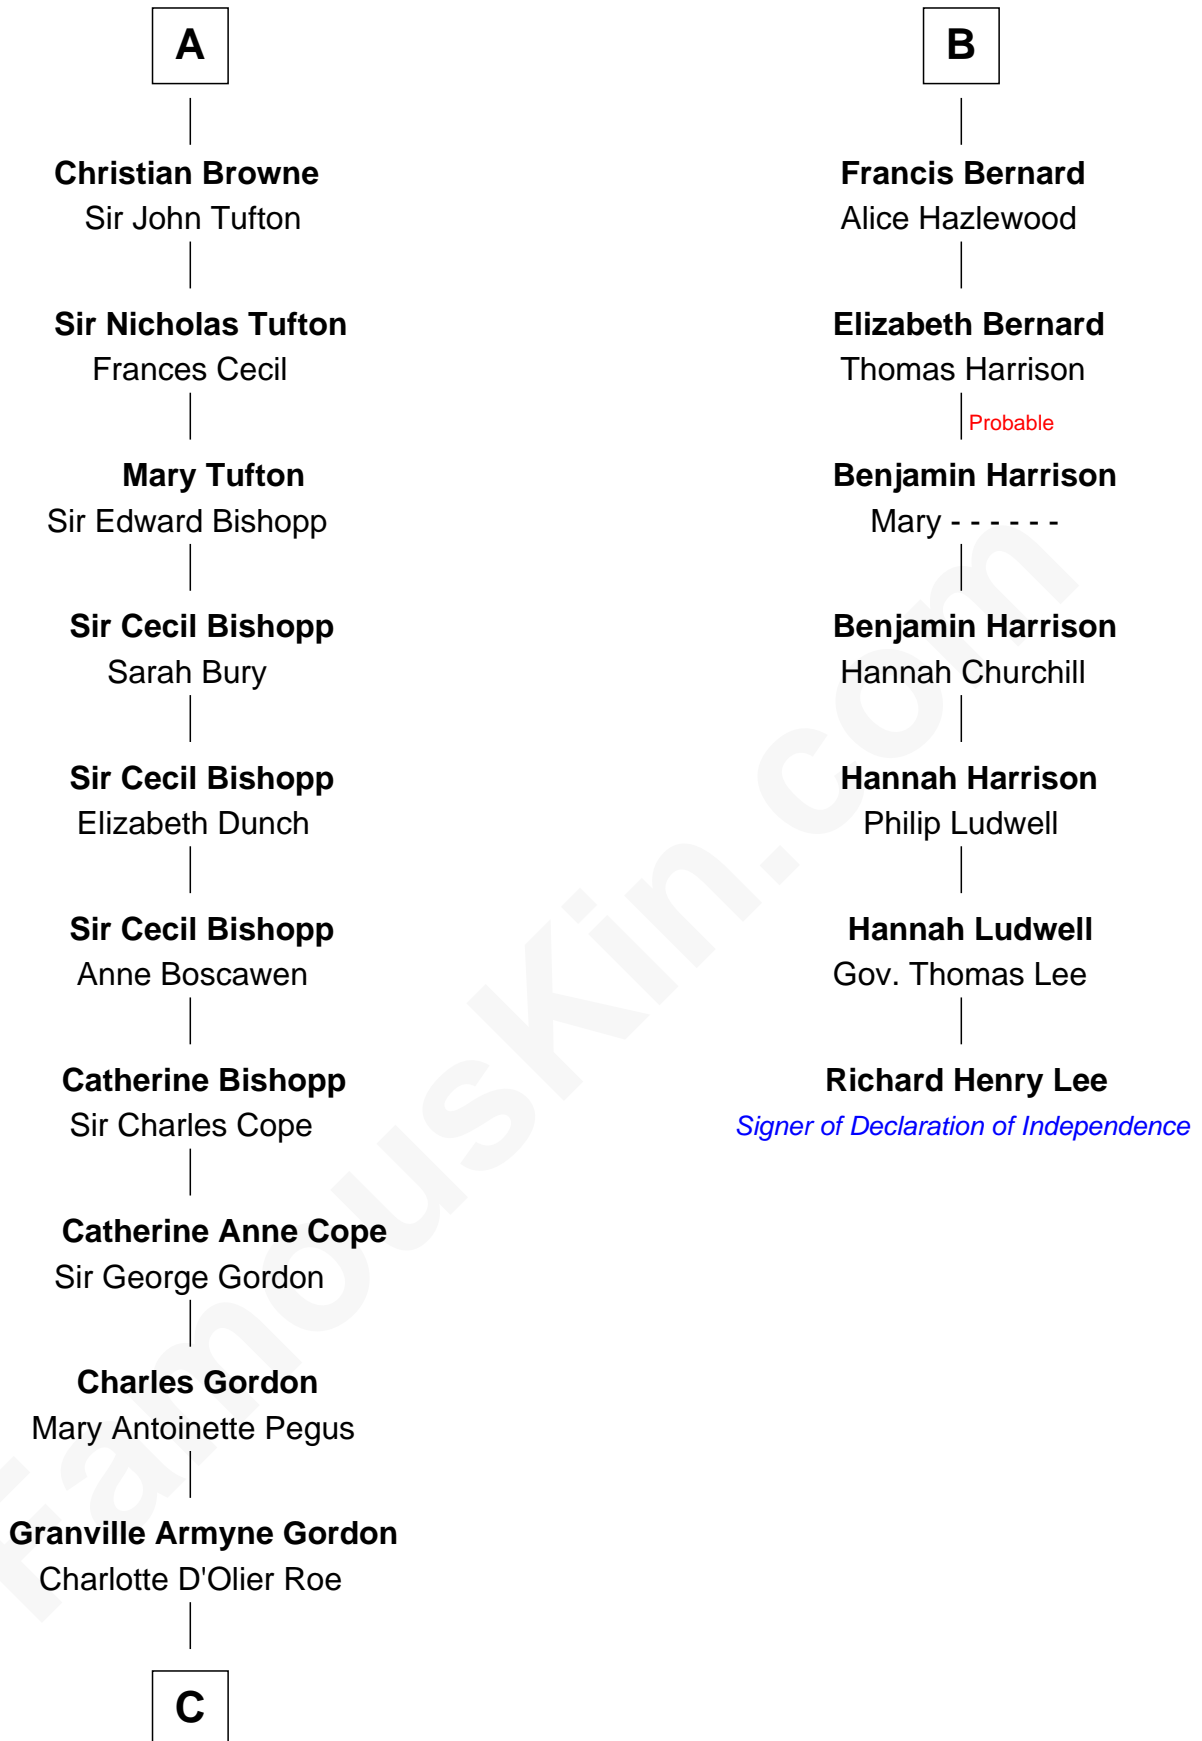 A
Christian Browne
Sir John Tufton
Sir Nicholas Tufton
Frances Cecil
Mary Tufton
Sir Edward Bishopp
Sir Cecil Bishopp
Sarah Bury
Sir Cecil Bishopp
Elizabeth Dunch
Sir Cecil Bishopp
Anne Boscawen
Catherine Bishopp
Sir Charles Cope
Catherine Anne Cope
Sir George Gordon
Charles Gordon
Mary Antoinette Pegus
Granville Armyne Gordon
Charlotte D'Olier Roe
C
B
Francis Bernard
Alice Hazlewood
Elizabeth Bernard
Thomas Harrison
Probable
Benjamin Harrison
Mary - - - - - -
Benjamin Harrison
Hannah Churchill
Hannah Harrison
Philip Ludwell
Hannah Ludwell
Gov. Thomas Lee
Richard Henry Lee
Signer of Declaration of Independence
FamousKin.com